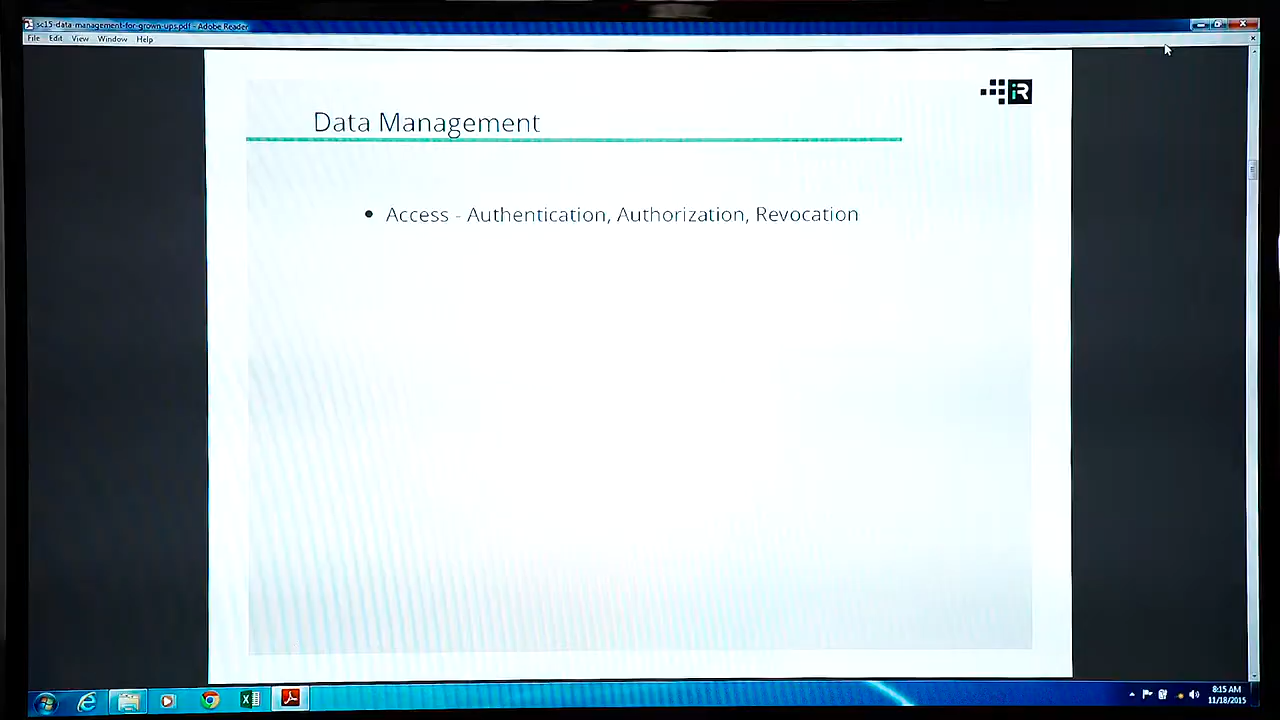 sc15-data-management-for-grown-ups.pdf - Adobe Reader
File Edit View Window Help
iR
Data Management
• Access - Authentication, Authorization, Revocation
8:15 AM
11/18/2015